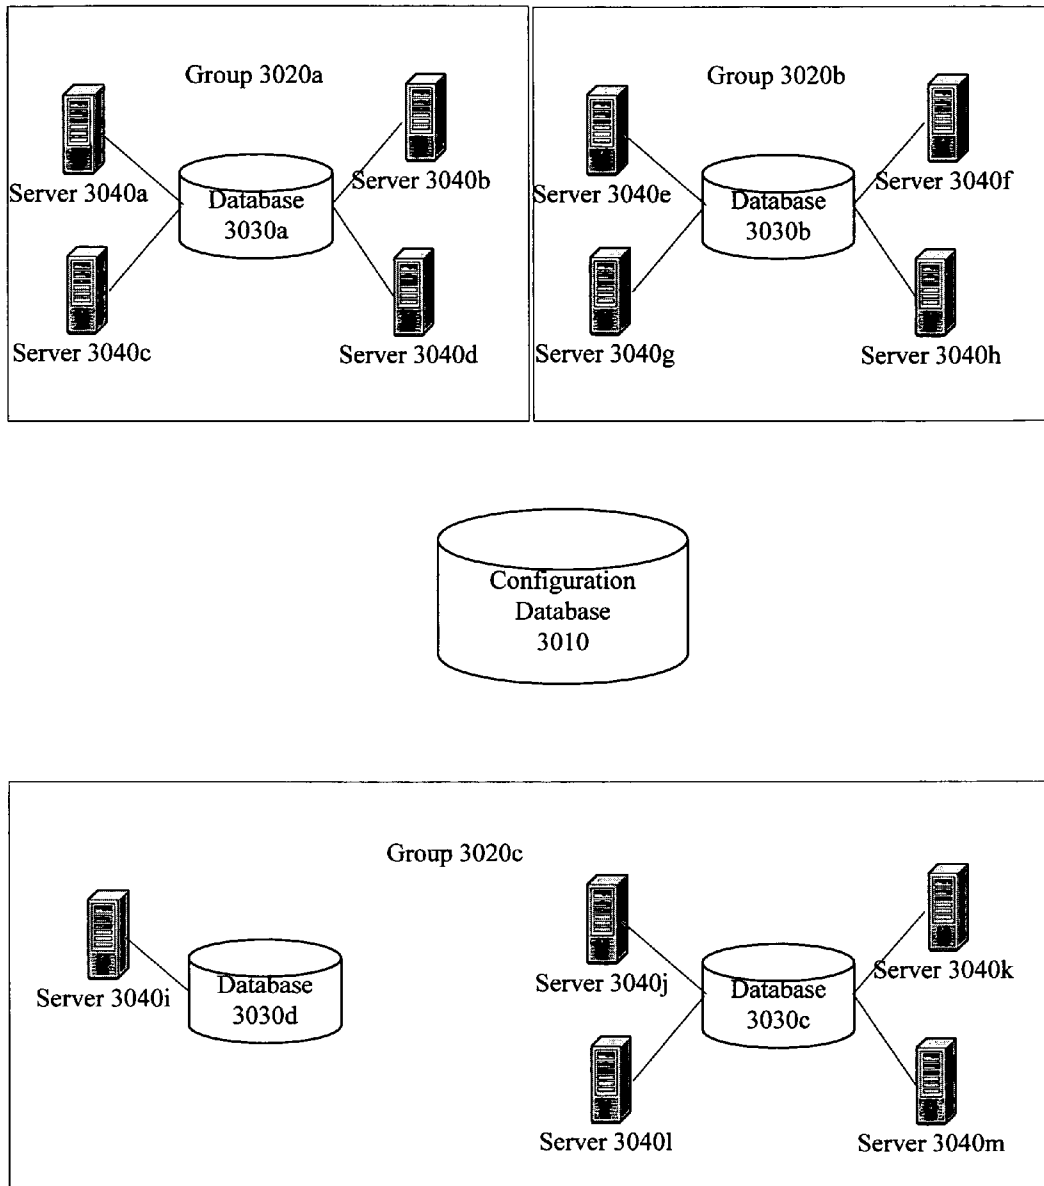 Group 3020a
Server 3040a
Server 3040b
Database
3030a
Server 3040c
Server 3040d
Group 3020b
Server 3040e
Server 3040f
Database
3030b
Server 3040g
Server 3040h
Configuration
Database
3010
Group 3020c
Server 3040i
Database
3030d
Server 3040j
Server 3040k
Database
3030c
Server 3040l
Server 3040m